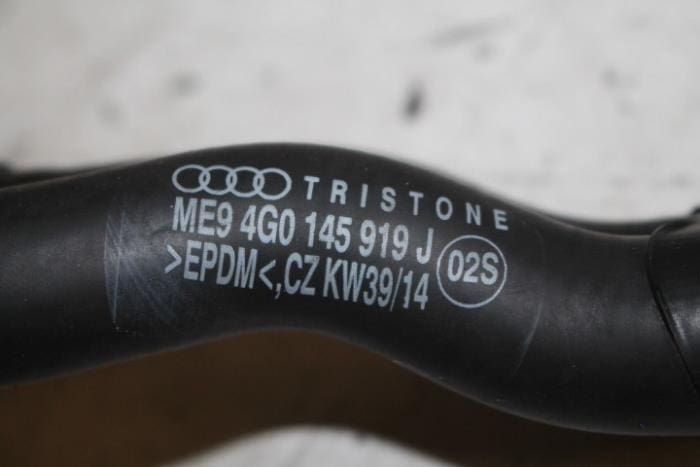 TRISTONE
ME9 4G0 145 919 J
>EPDM<,CZ KW39/14
02S